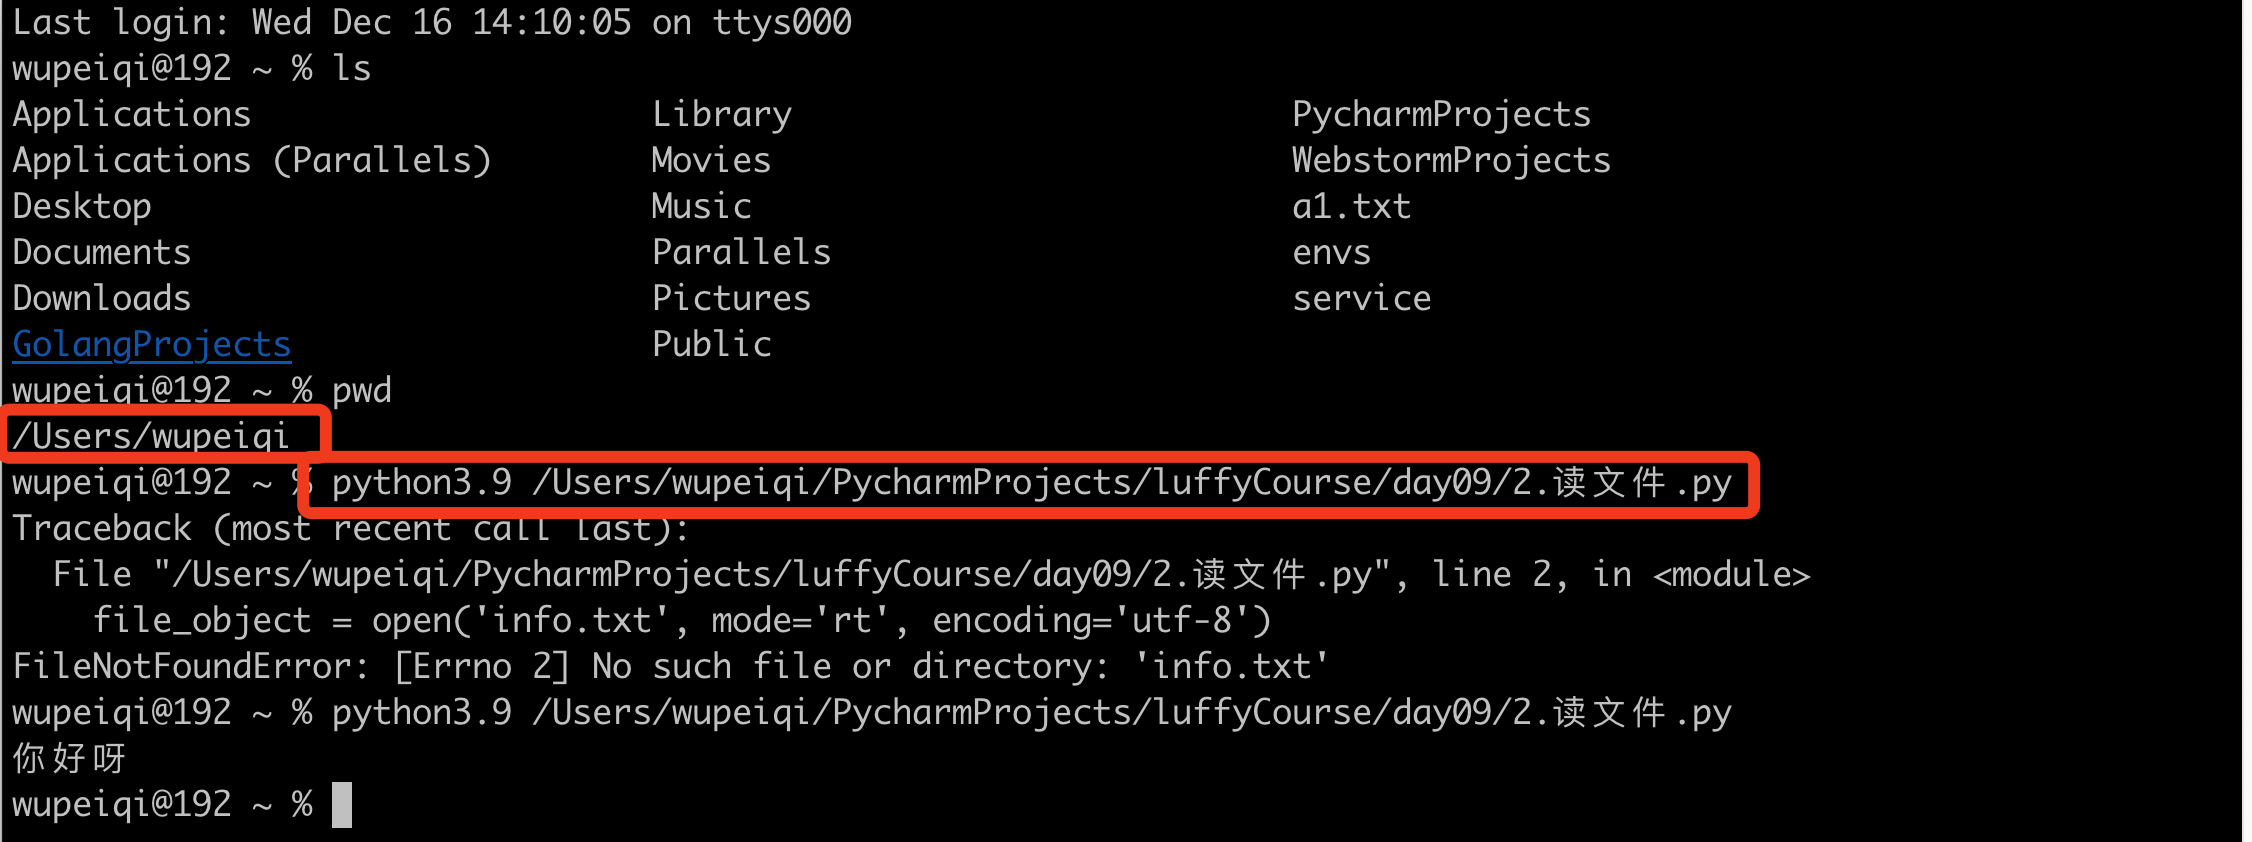 Last login: Wed Dec 16 14:10:05 on ttys000
wupeiqi@192 ~ % ls
Applications Library PycharmProjects
Applications (Parallels) Movies WebstormProjects
Desktop Music a1.txt
Documents Parallels envs
Downloads Pictures service
GolangProjects Public
wupeiqi@192 ~ % pwd
/Users/wupeiqi
wupeiqi@192 ~ % python3.9 /Users/wupeiqi/PycharmProjects/luffyCourse/day09/2.读文件.py
Traceback (most recent call last):
File "/Users/wupeiqi/PycharmProjects/luffyCourse/day09/2.读文件.py", line 2, in <module>
file_object = open('info.txt', mode='rt', encoding='utf-8')
FileNotFoundError: [Errno 2] No such file or directory: 'info.txt'
wupeiqi@192 ~ % python3.9 /Users/wupeiqi/PycharmProjects/luffyCourse/day09/2.读文件.py
你好呀
wupeiqi@192 ~ %